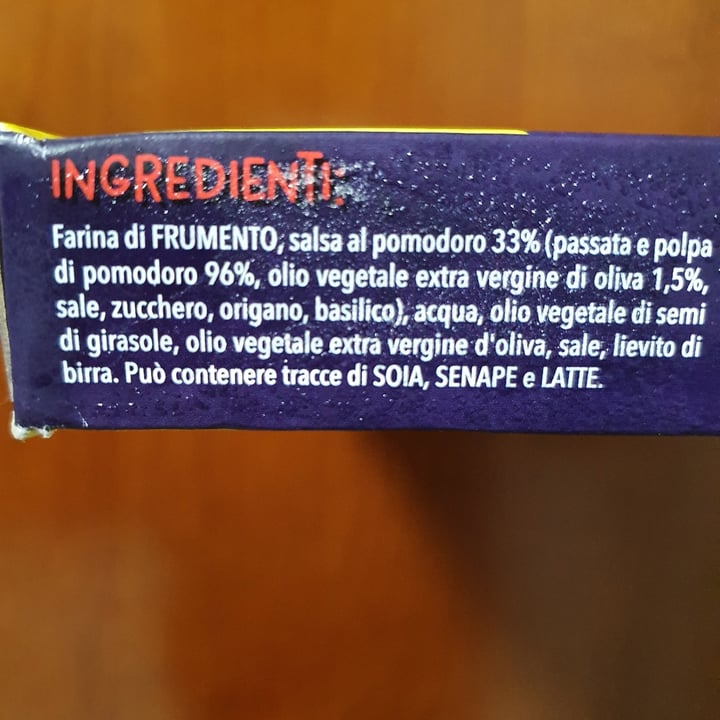 INGREDIENTI:
Farina di FRUMENTO, salsa al pomodoro 33% (passata e polpa
di pomodoro 96%, olio vegetale extra vergine di oliva 1,5%,
sale, zucchero, origano, basilico), acqua, olio vegetale di semi
di girasole, olio vegetale extra vergine d'oliva, sale, lievito di
birra. Può contenere tracce di SOIA, SENAPE e LATTE.